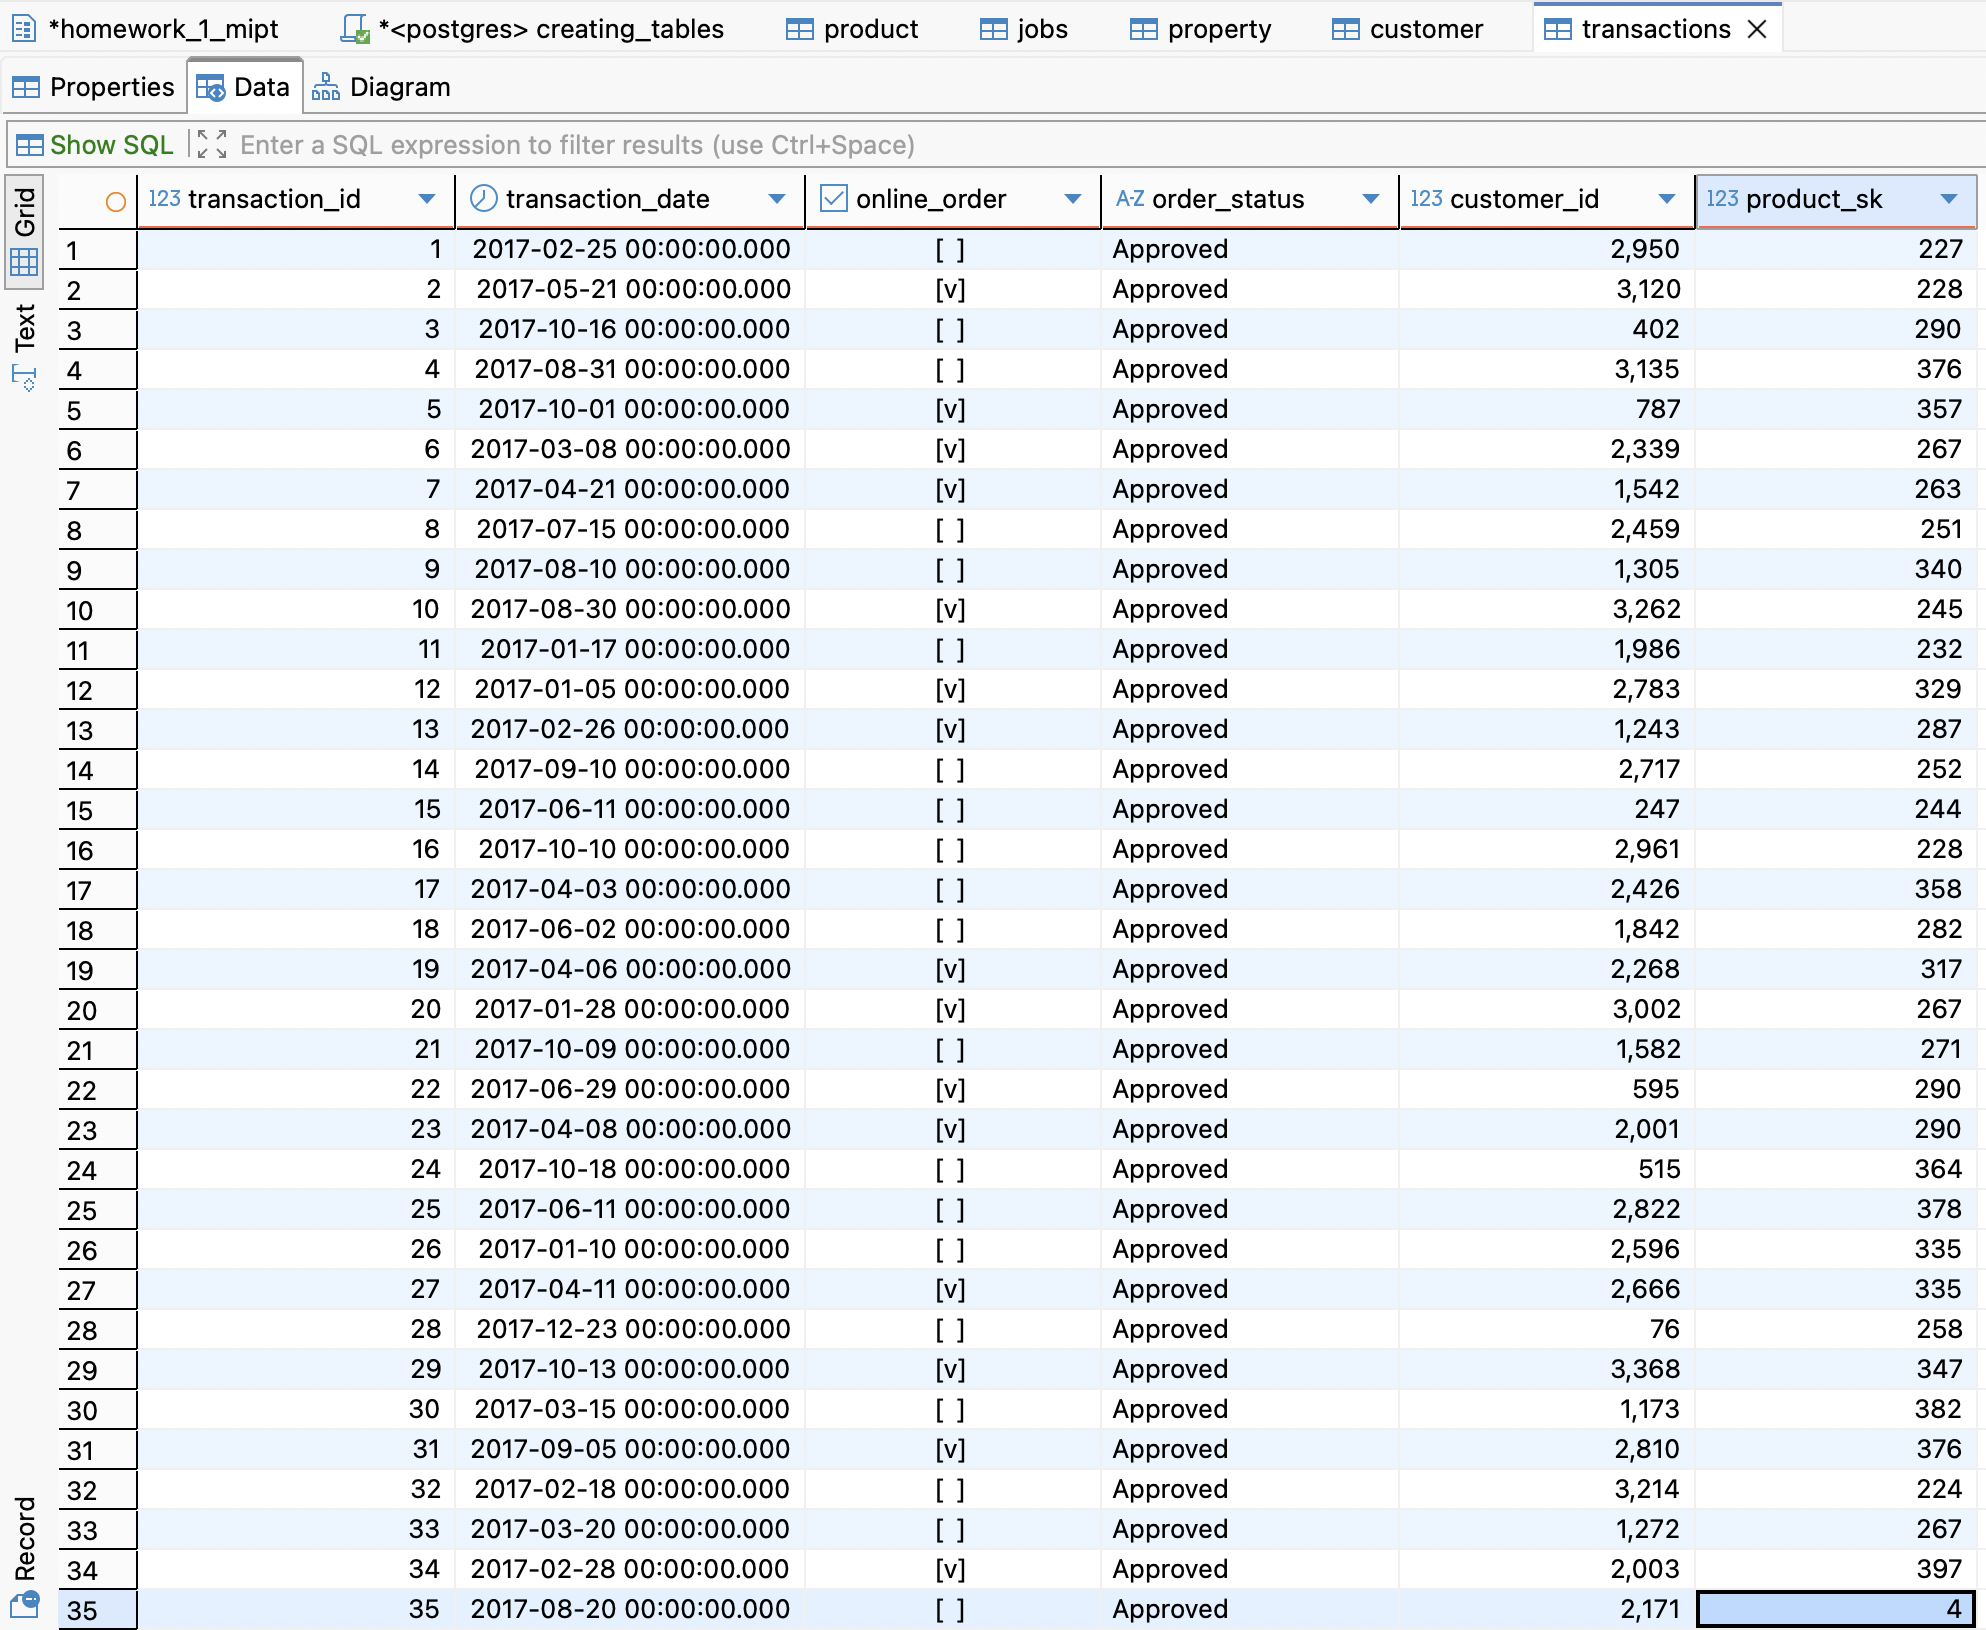 *homework_1_mipt *<postgres> creating_tables product jobs property customer transactions
Properties Data Diagram
Show SQL Enter a SQL expression to filter results (use Ctrl+Space)
Grid
Text
Record
123 transaction_id transaction_date online_order A-Z order_status 123 customer_id 123 product_sk
1 1 2017-02-25 00:00:00.000 [ ] Approved 2,950 227
2 2 2017-05-21 00:00:00.000 [v] Approved 3,120 228
3 3 2017-10-16 00:00:00.000 [ ] Approved 402 290
4 4 2017-08-31 00:00:00.000 [ ] Approved 3,135 376
5 5 2017-10-01 00:00:00.000 [v] Approved 787 357
6 6 2017-03-08 00:00:00.000 [v] Approved 2,339 267
7 7 2017-04-21 00:00:00.000 [v] Approved 1,542 263
8 8 2017-07-15 00:00:00.000 [ ] Approved 2,459 251
9 9 2017-08-10 00:00:00.000 [ ] Approved 1,305 340
10 10 2017-08-30 00:00:00.000 [v] Approved 3,262 245
11 11 2017-01-17 00:00:00.000 [ ] Approved 1,986 232
12 12 2017-01-05 00:00:00.000 [v] Approved 2,783 329
13 13 2017-02-26 00:00:00.000 [v] Approved 1,243 287
14 14 2017-09-10 00:00:00.000 [ ] Approved 2,717 252
15 15 2017-06-11 00:00:00.000 [ ] Approved 247 244
16 16 2017-10-10 00:00:00.000 [ ] Approved 2,961 228
17 17 2017-04-03 00:00:00.000 [ ] Approved 2,426 358
18 18 2017-06-02 00:00:00.000 [ ] Approved 1,842 282
19 19 2017-04-06 00:00:00.000 [v] Approved 2,268 317
20 20 2017-01-28 00:00:00.000 [v] Approved 3,002 267
21 21 2017-10-09 00:00:00.000 [ ] Approved 1,582 271
22 22 2017-06-29 00:00:00.000 [v] Approved 595 290
23 23 2017-04-08 00:00:00.000 [v] Approved 2,001 290
24 24 2017-10-18 00:00:00.000 [ ] Approved 515 364
25 25 2017-06-11 00:00:00.000 [ ] Approved 2,822 378
26 26 2017-01-10 00:00:00.000 [ ] Approved 2,596 335
27 27 2017-04-11 00:00:00.000 [v] Approved 2,666 335
28 28 2017-12-23 00:00:00.000 [ ] Approved 76 258
29 29 2017-10-13 00:00:00.000 [v] Approved 3,368 347
30 30 2017-03-15 00:00:00.000 [ ] Approved 1,173 382
31 31 2017-09-05 00:00:00.000 [v] Approved 2,810 376
32 32 2017-02-18 00:00:00.000 [ ] Approved 3,214 224
33 33 2017-03-20 00:00:00.000 [ ] Approved 1,272 267
34 34 2017-02-28 00:00:00.000 [v] Approved 2,003 397
35 35 2017-08-20 00:00:00.000 [ ] Approved 2,171 4